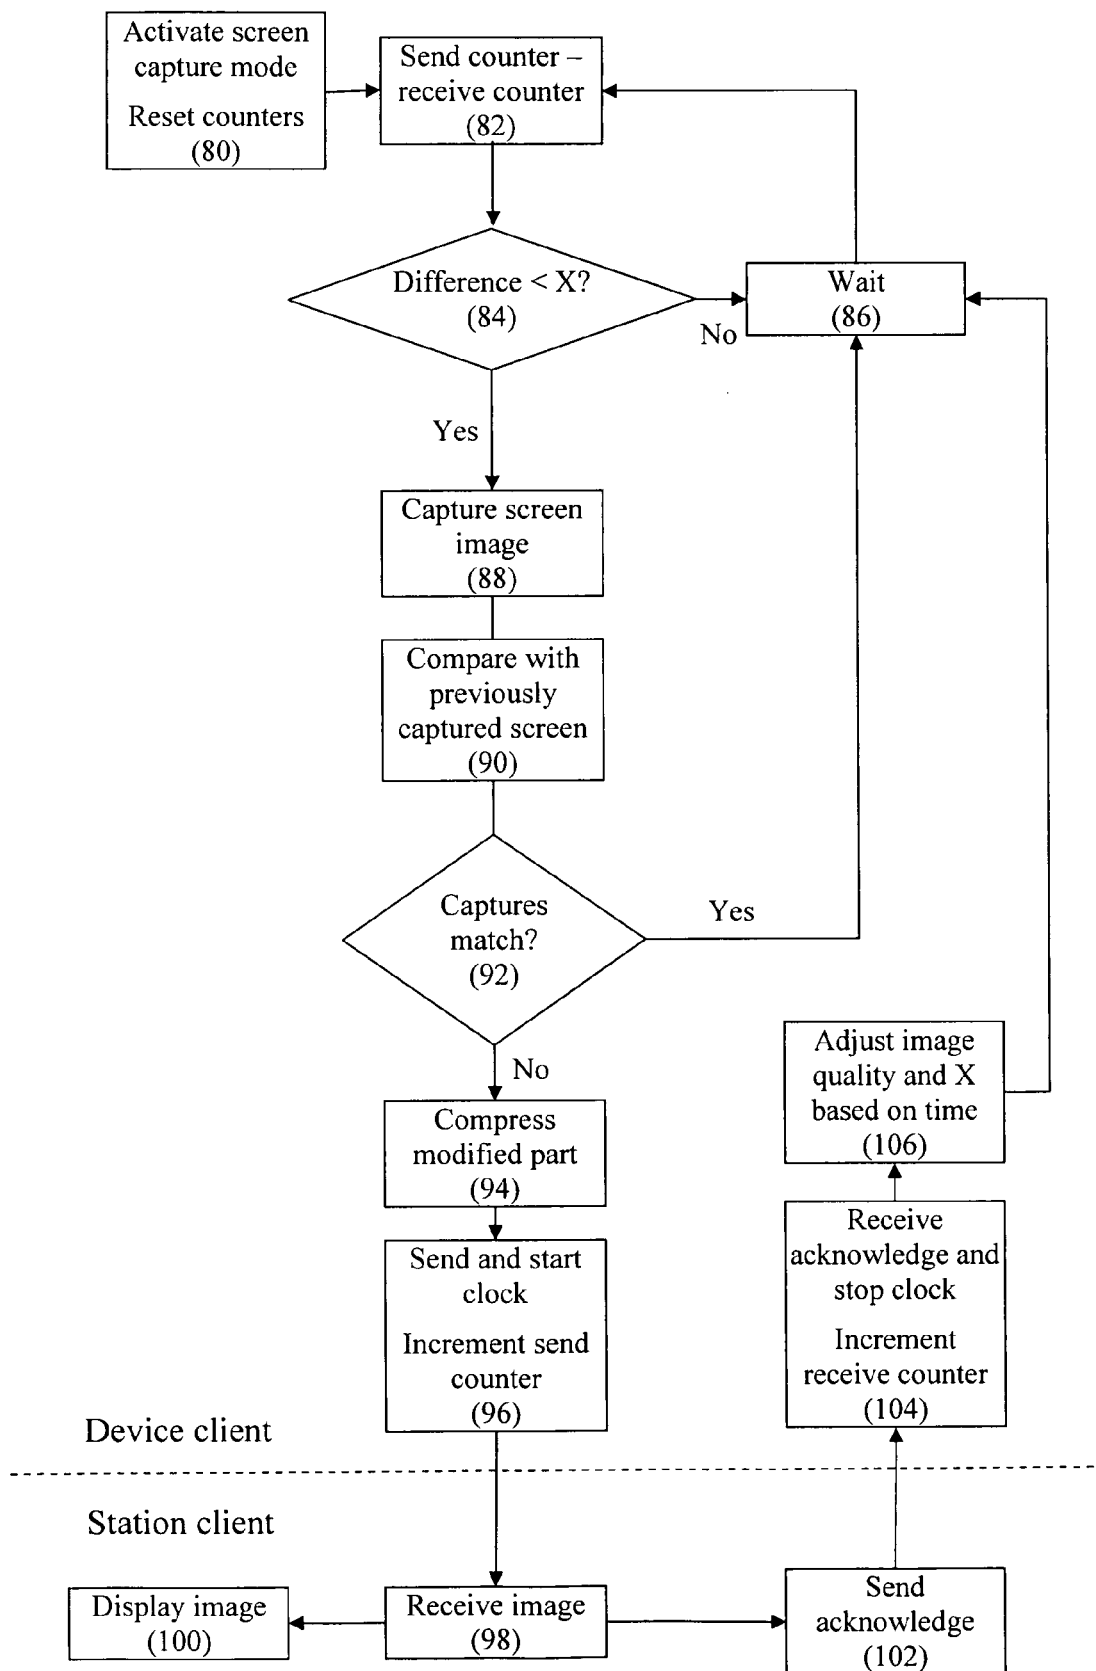 Activate screen
capture mode
Reset counters
(80)
Send counter –
receive counter
(82)
Difference < X?
(84)
No
Wait
(86)
Yes
Capture screen
image
(88)
Compare with
previously
captured screen
(90)
Captures
match?
(92)
Yes
No
Compress
modified part
(94)
Send and start
clock
Increment send
counter
(96)
Adjust image
quality and X
based on time
(106)
Receive
acknowledge and
stop clock
Increment
receive counter
(104)
Device client
Station client
Display image
(100)
Receive image
(98)
Send
acknowledge
(102)